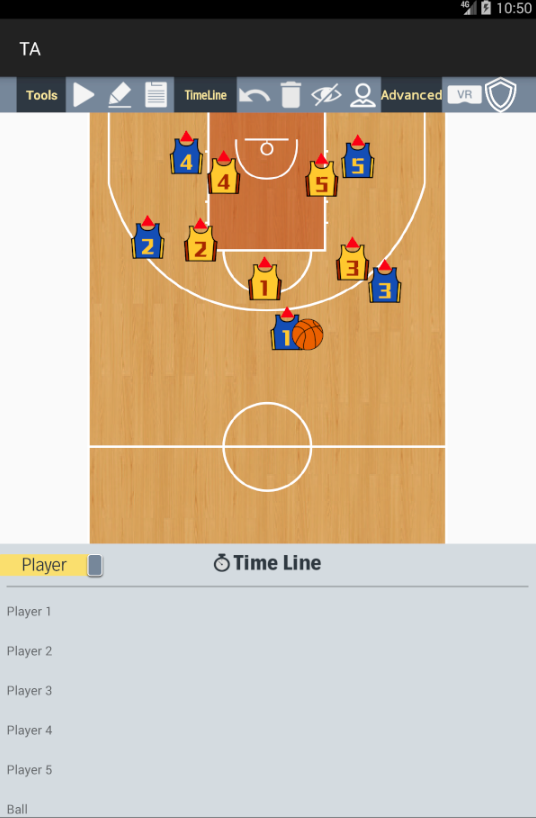 4G 10:50
TA
Tools TimeLine Advanced VR
4 4 5 5
2 2 3 3
1
1
Player Time Line
Player 1
Player 2
Player 3
Player 4
Player 5
Ball